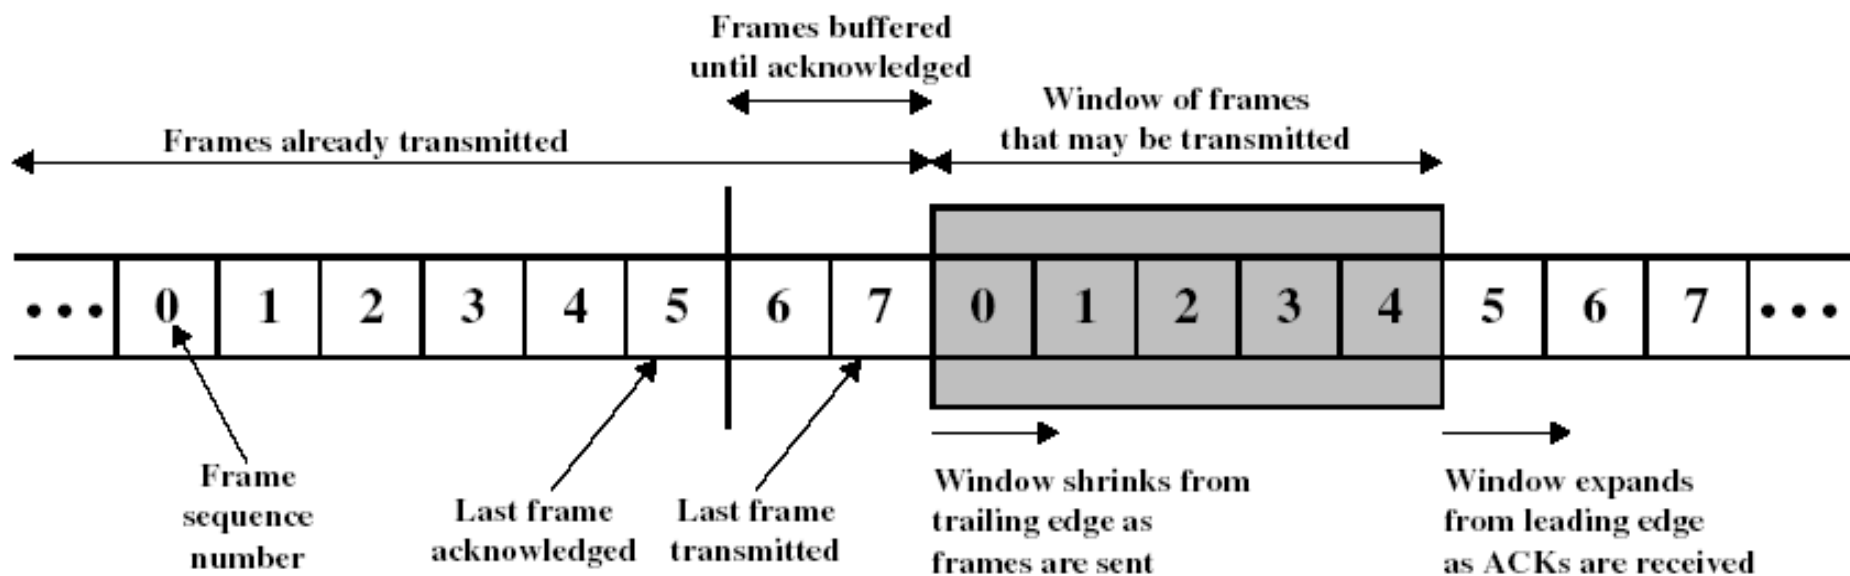 Frames buffered
until acknowledged
Window of frames
that may be transmitted
Frames already transmitted
••• 0 1 2 3 4 5 6 7 0 1 2 3 4 5 6 7 •••
Frame
sequence
number
Last frame
acknowledged
Last frame
transmitted
Window shrinks from
trailing edge as
frames are sent
Window expands
from leading edge
as ACKs are received